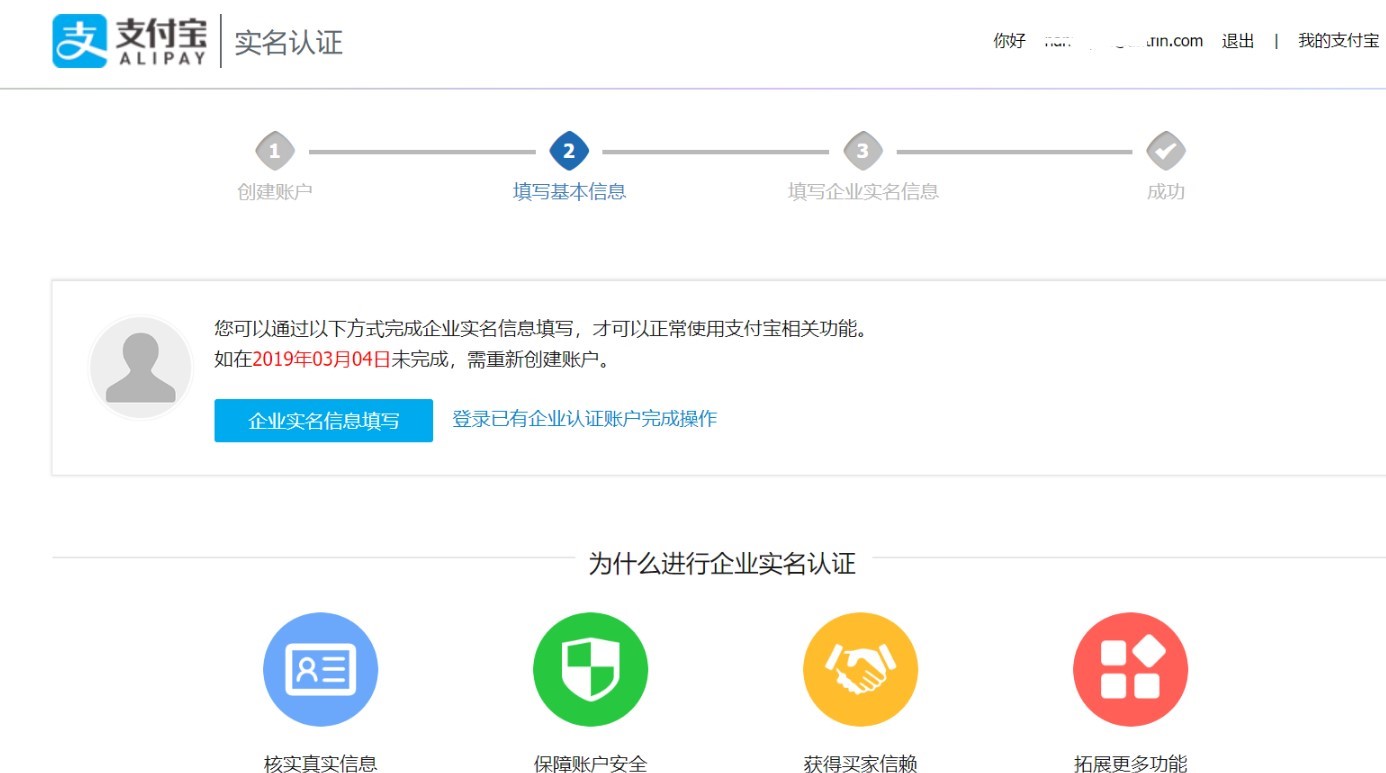 支付宝
ALIPAY
实名认证
你好 fin.com 退出 | 我的支付宝
1
2
3
创建账户
填写基本信息
填写企业实名信息
成功
您可以通过以下方式完成企业实名信息填写，才可以正常使用支付宝相关功能。
如在2019年03月04日未完成，需重新创建账户。
企业实名信息填写
登录已有企业认证账户完成操作
为什么进行企业实名认证
核实真实信息
保障账户安全
获得买家信赖
拓展更多功能